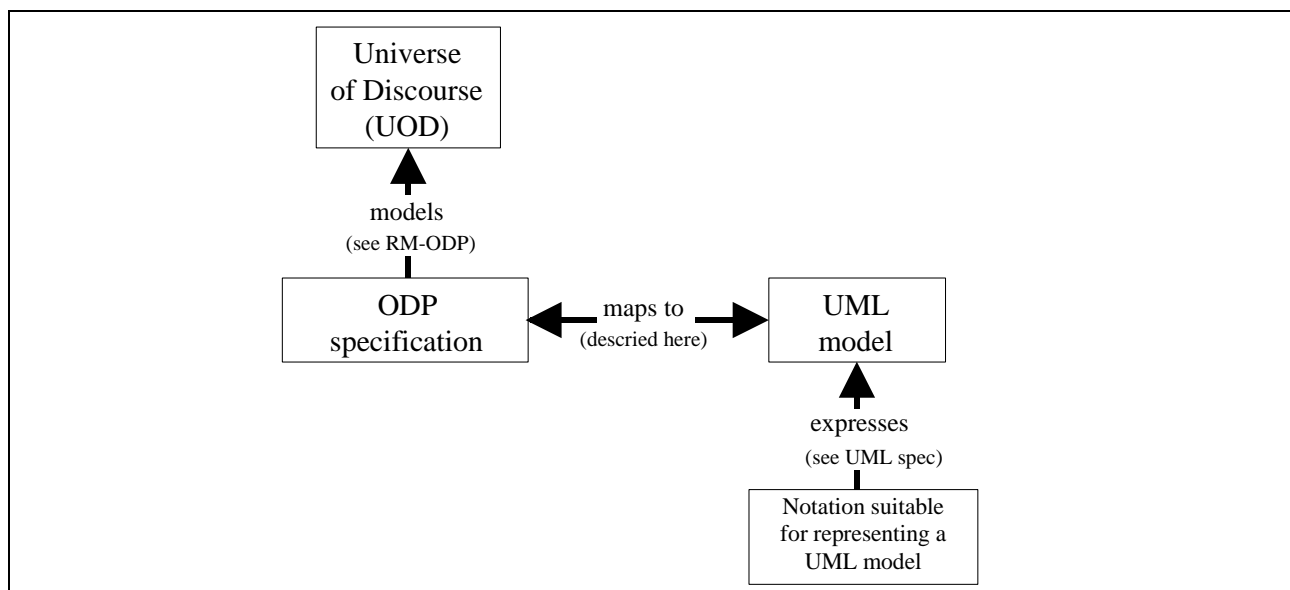 Universe
of Discourse
(UOD)
models
(see RM-ODP)
ODP
specification
maps to
(descried here)
UML
model
expresses
(see UML spec)
Notation suitable
for representing a
UML model